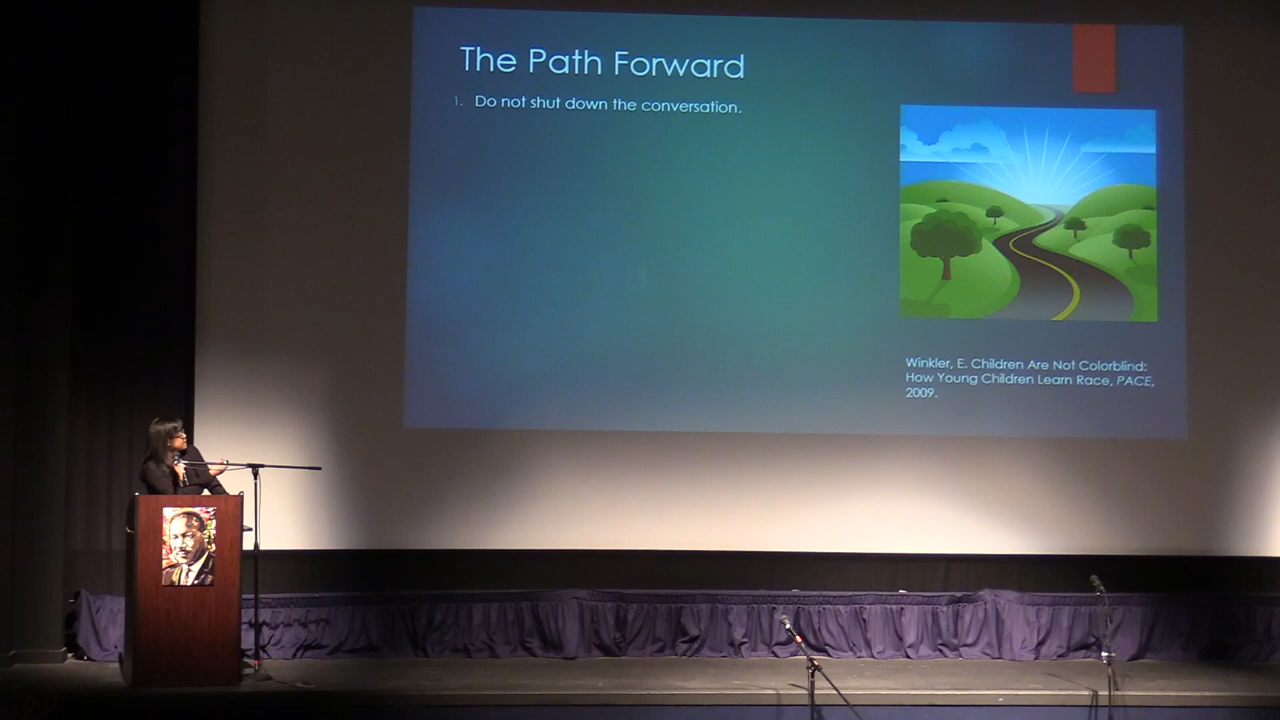 The Path Forward
1. Do not shut down the conversation.
Winkler, E. Children Are Not Colorblind:
How Young Children Learn Race, PACE,
2009.